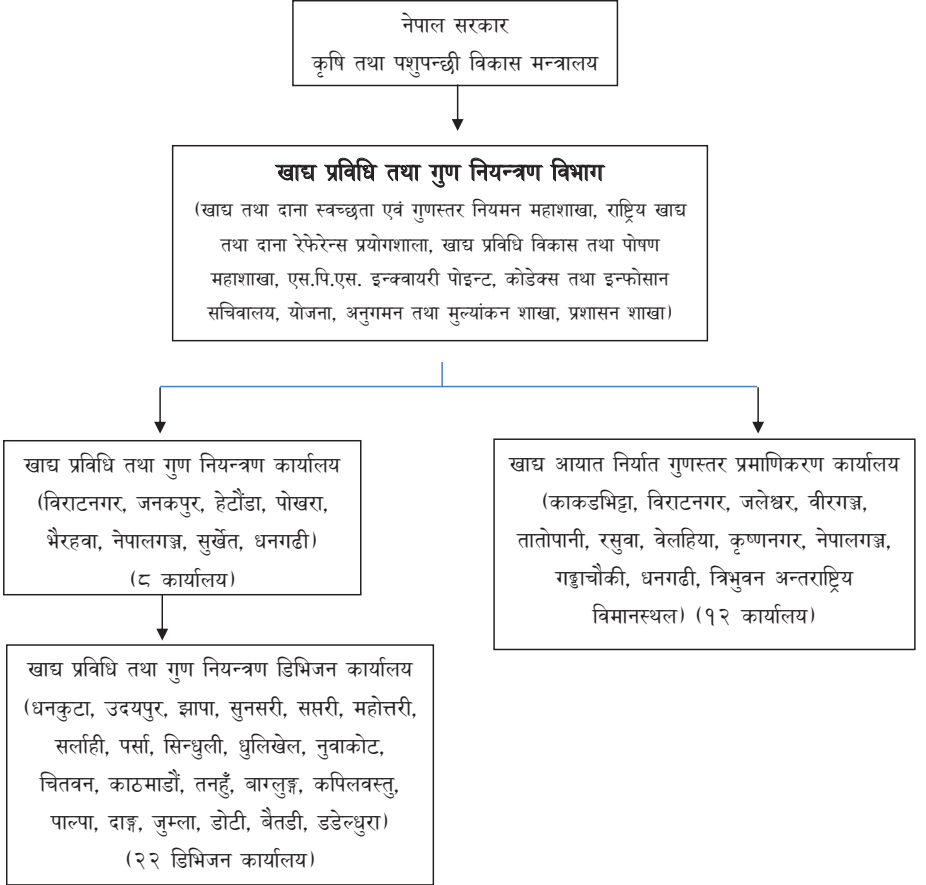 नेपाल सरकार
कृषि तथा पशुपन्छी विकास मन्त्रालय
खाद्य प्रविधि तथा गुण नियन्त्रण विभाग
(खाद्य तथा दाना स्वच्छता एवं गुणस्तर नियमन महाशाखा, राष्ट्रिय खाद्य
तथा दाना रेफेरेन्स प्रयोगशाला, खाद्य प्रविधि विकास तथा पोषण
महाशाखा, एस.पि.एस. इन्क्वायरी पोइन्ट, कोडेक्स तथा इन्फोसान
सचिवालय, योजना, अनुगमन तथा मुल्यांकन शाखा, प्रशासन शाखा)
खाद्य प्रविधि तथा गुण नियन्त्रण कार्यालय
(विराटनगर, जनकपुर, हेटौंडा, पोखरा,
भैरहवा, नेपालगञ्ज, सुर्खेत, धनगढी)
(८ कार्यालय)
खाद्य आयात निर्यात गुणस्तर प्रमाणिकरण कार्यालय
(काकडभिट्टा, विराटनगर, जलेश्वर, वीरगञ्ज,
तातोपानी, रसुवा, वेलहिया, कृष्णनगर, नेपालगञ्ज,
गड्डाचौकी, धनगढी, त्रिभुवन अन्तराष्ट्रिय
विमानस्थल) (१२ कार्यालय)
खाद्य प्रविधि तथा गुण नियन्त्रण डिभिजन कार्यालय
(धनकुटा, उदयपुर, झापा, सुनसरी, सप्तरी, महोत्तरी,
सर्लाही, पर्सा, सिन्धुली, धुलिखेल, नुवाकोट,
चितवन, काठमाडौं, तनहुँ, बाग्लुङ्ग, कपिलवस्तु,
पाल्पा, दाङ्ग, जुम्ला, डोटी, बैतडी, डडेल्धुरा)
(२२ डिभिजन कार्यालय)